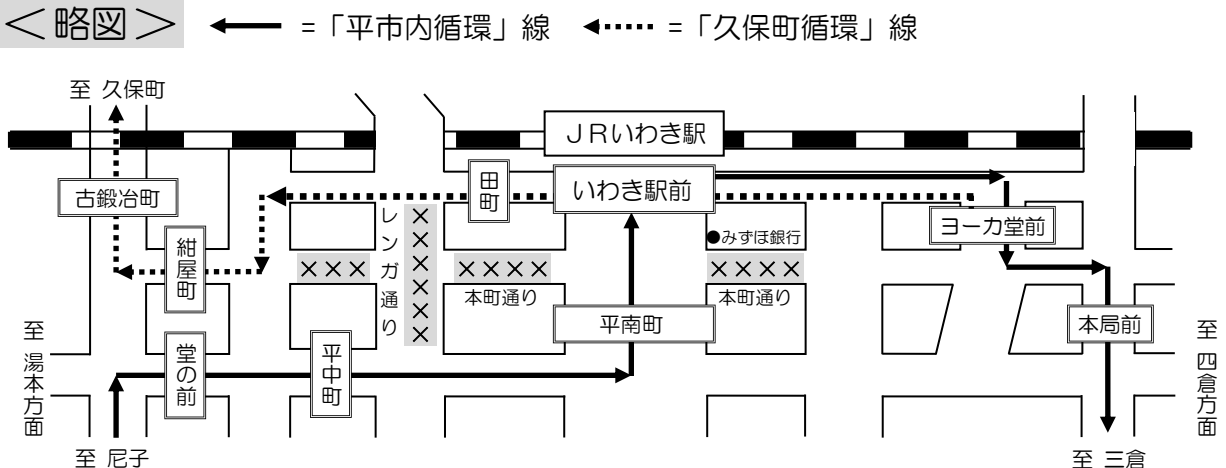 ＜略図＞ ＝「平市内循環」線 ＝「久保町循環」線
至 久保町
ＪＲいわき駅
いわき駅前
田町
古鍛冶町
紺屋町
レンガ通り
××××××
●みずほ銀行
ヨーカ堂前
×××
××××
××××
本町通り
本町通り
平南町
本局前
堂の前
平中町
至 湯本方面
至 四倉方面
至 尼子
至 三倉